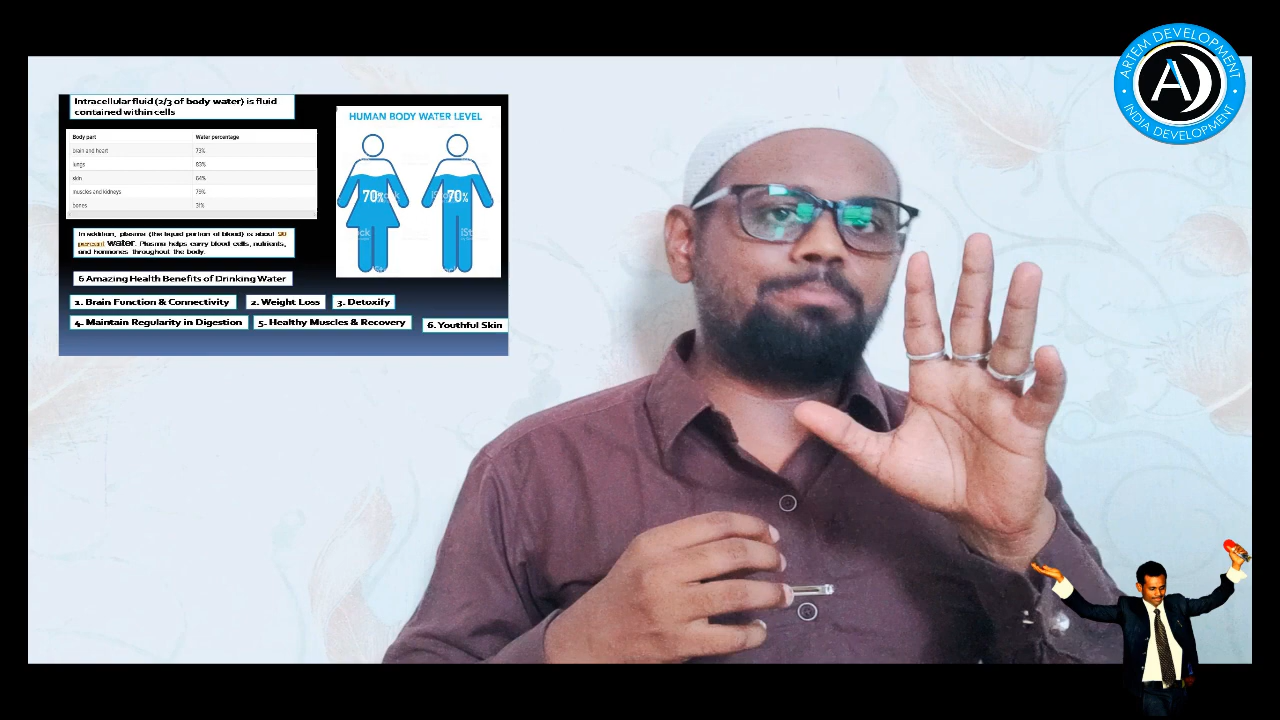 Intracellular fluid (2/3 of body water) is fluid
contained within cells
Body part Water percentage
brain and heart 73%
lungs 83%
skin 64%
muscles and kidneys 79%
bones 31%
In addition, plasma (the liquid portion of blood) is about 90
percent water. Plasma helps carry blood cells, nutrients,
and hormones throughout the body.
6 Amazing Health Benefits of Drinking Water
1. Brain Function & Connectivity 2. Weight Loss 3. Detoxify
4. Maintain Regularity in Digestion 5. Healthy Muscles & Recovery 6. Youthful Skin
HUMAN BODY WATER LEVEL
70% 70%
ARTEM DEVELOPMENT
A
INDIA DEVELOPMENT